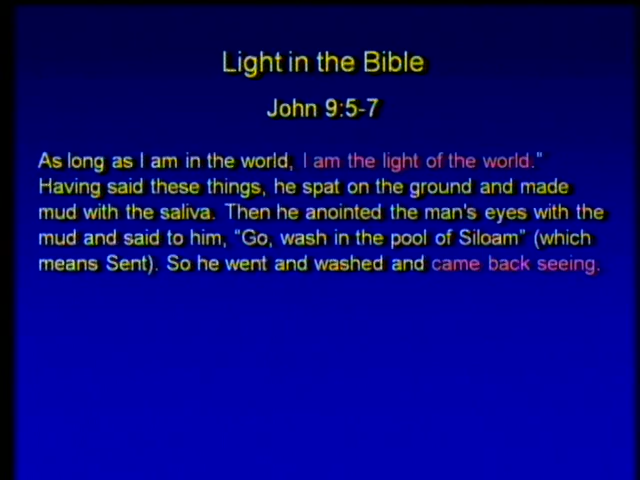 Light in the Bible
John 9:5-7
As long as I am in the world, I am the light of the world."
Having said these things, he spat on the ground and made
mud with the saliva. Then he anointed the man's eyes with the
mud and said to him, "Go, wash in the pool of Siloam" (which
means Sent). So he went and washed and came back seeing.